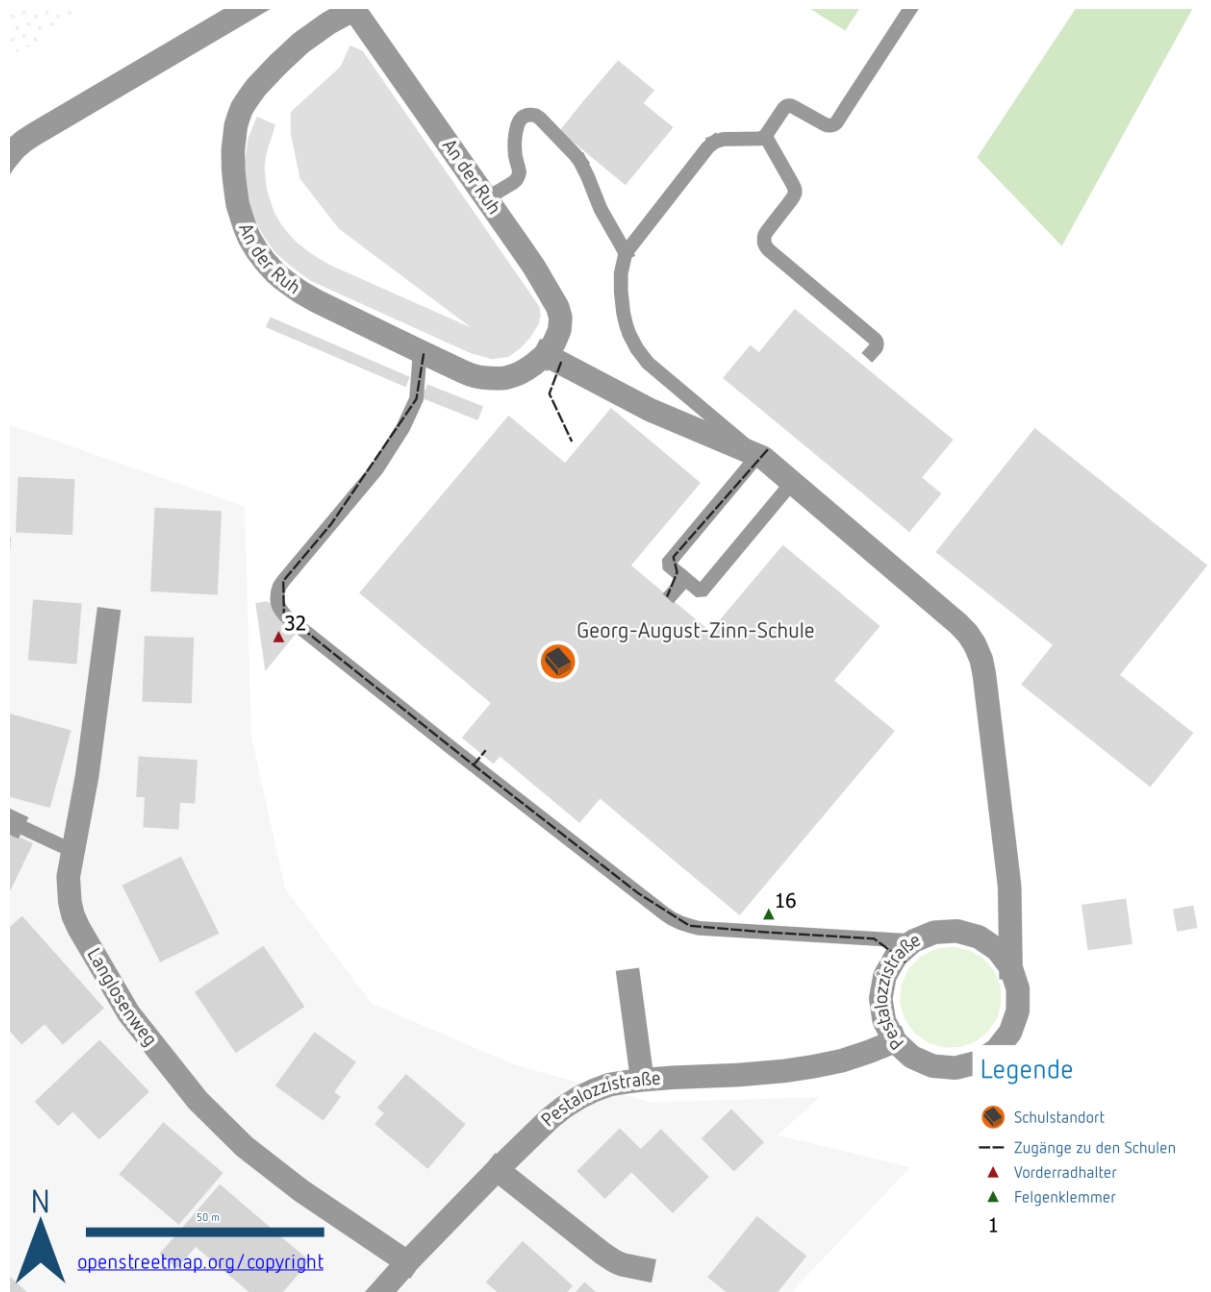 An der Ruh
An der Ruh
32
Georg-August-Zinn-Schule
16
Pestalozzistraße
Langlosenweg
Pestalozzistraße
Legende
Schulstandort
Zugänge zu den Schulen
Vorderradhalter
Felgenklemmer
1
N
50 m
openstreetmap.org/copyright